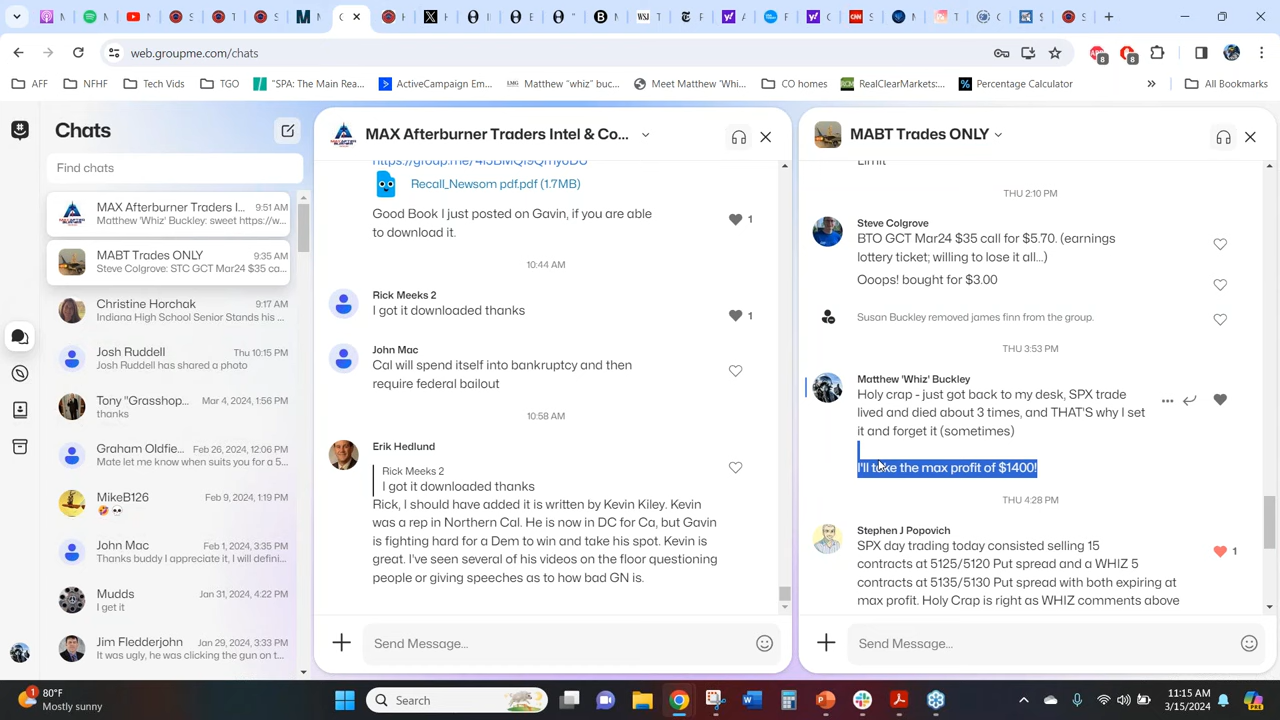 web.groupme.com/chats
8
8
AFF
NFHF
Tech Vids
TGO
"SPA: The Main Rea...
ActiveCampaign Em...
LMG
Matthew "whiz" buc...
Meet Matthew "Whi...
CO homes
RCM
RealClearMarkets:...
%
Percentage Calculator
»
All Bookmarks
Chats
Find chats
MAX Afterburner Traders I... 9:51 AM
Matthew 'Whiz' Buckley: sweet https://w...
MABT Trades ONLY 9:35 AM
Steve Colgrove: STC GCT Mar24 $35 ca...
Christine Horchak 9:17 AM
Indiana High School Senior Stands his ...
Josh Ruddell Thu 10:15 PM
Josh Ruddell has shared a photo
Tony "Grasshop... Mar 4, 2024, 1:56 PM
thanks
Graham Oldfie... Feb 26, 2024, 12:06 PM
Mate let me know when suits you for a 5...
MikeB126 Feb 9, 2024, 1:19 PM
John Mac Feb 1, 2024, 3:35 PM
Thanks buddy I appreciate it, I will defini...
Mudds Jan 31, 2024, 4:22 PM
I get it
Jim Fledderjohn Jan 29, 2024, 3:33 PM
It was ugly, he was clicking the gun on t...
MAX Afterburner Traders Intel & Co...
Recall_Newsom pdf.pdf (1.7MB)
Good Book I just posted on Gavin, if you are able
to download it.
1
10:44 AM
Rick Meeks 2
I got it downloaded thanks
1
John Mac
Cal will spend itself into bankruptcy and then
require federal bailout
10:58 AM
Erik Hedlund
Rick Meeks 2
I got it downloaded thanks
Rick, I should have added it is written by Kevin Kiley. Kevin
was a rep in Northern Cal. He is now in DC for Ca, but Gavin
is fighting hard for a Dem to win and take his spot. Kevin is
great. I've seen several of his videos on the floor questioning
people or giving speeches as to how bad GN is.
Send Message...
MABT Trades ONLY
Limit
THU 2:10 PM
Steve Colgrove
BTO GCT Mar24 $35 call for $5.70. (earnings
lottery ticket; willing to lose it all...)
Ooops! bought for $3.00
Susan Buckley removed james finn from the group.
THU 3:53 PM
Matthew 'Whiz' Buckley
Holy crap - just got back to my desk, SPX trade
lived and died about 3 times, and THAT'S why I set
it and forget it (sometimes)
I'll take the max profit of $1400!
THU 4:28 PM
Stephen J Popovich
SPX day trading today consisted selling 15
contracts at 5125/5120 Put spread and a WHIZ 5
contracts at 5135/5130 Put spread with both expiring at
max profit. Holy Crap is right as WHIZ comments above
1
Send Message...
1
80°F
Mostly sunny
Search
11:15 AM
3/15/2024